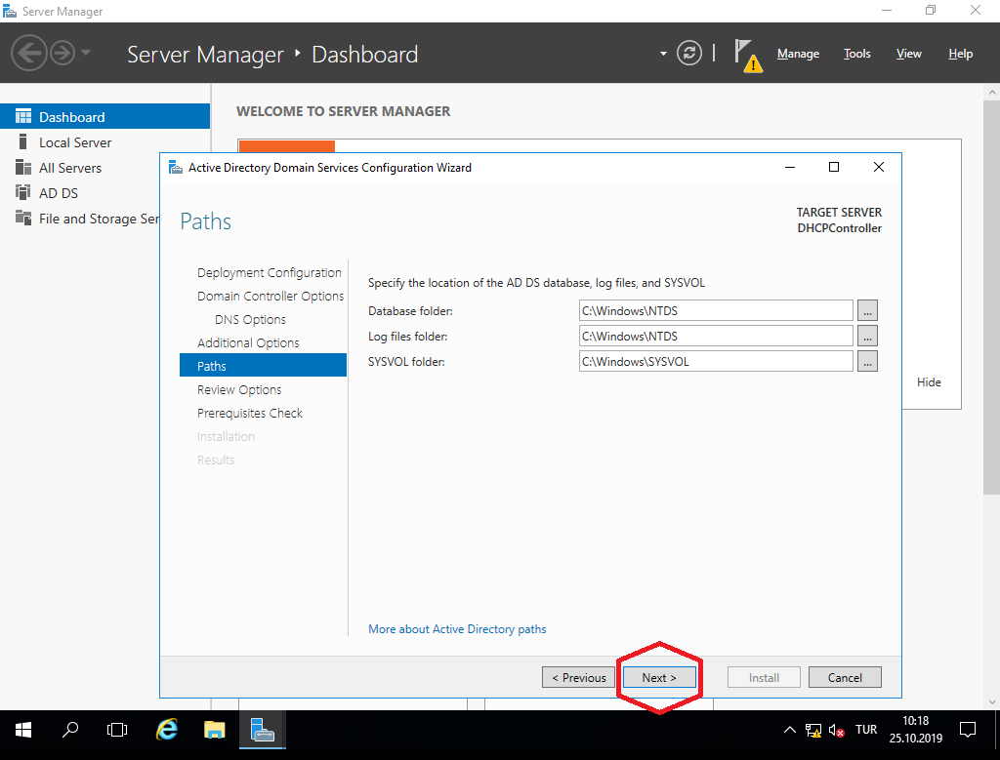 Server Manager
Server Manager ‣ Dashboard
Manage Tools View Help
Dashboard
Local Server
All Servers
AD DS
File and Storage Ser
WELCOME TO SERVER MANAGER
Active Directory Domain Services Configuration Wizard
Paths
TARGET SERVER
DHCPController
Deployment Configuration
Domain Controller Options
DNS Options
Additional Options
Paths
Review Options
Prerequisites Check
Installation
Results
Specify the location of the AD DS database, log files, and SYSVOL
Database folder: C:\Windows\NTDS ...
Log files folder: C:\Windows\NTDS ...
SYSVOL folder: C:\Windows\SYSVOL ...
Hide
More about Active Directory paths
< Previous Next > Install Cancel
TUR
10:18
25.10.2019